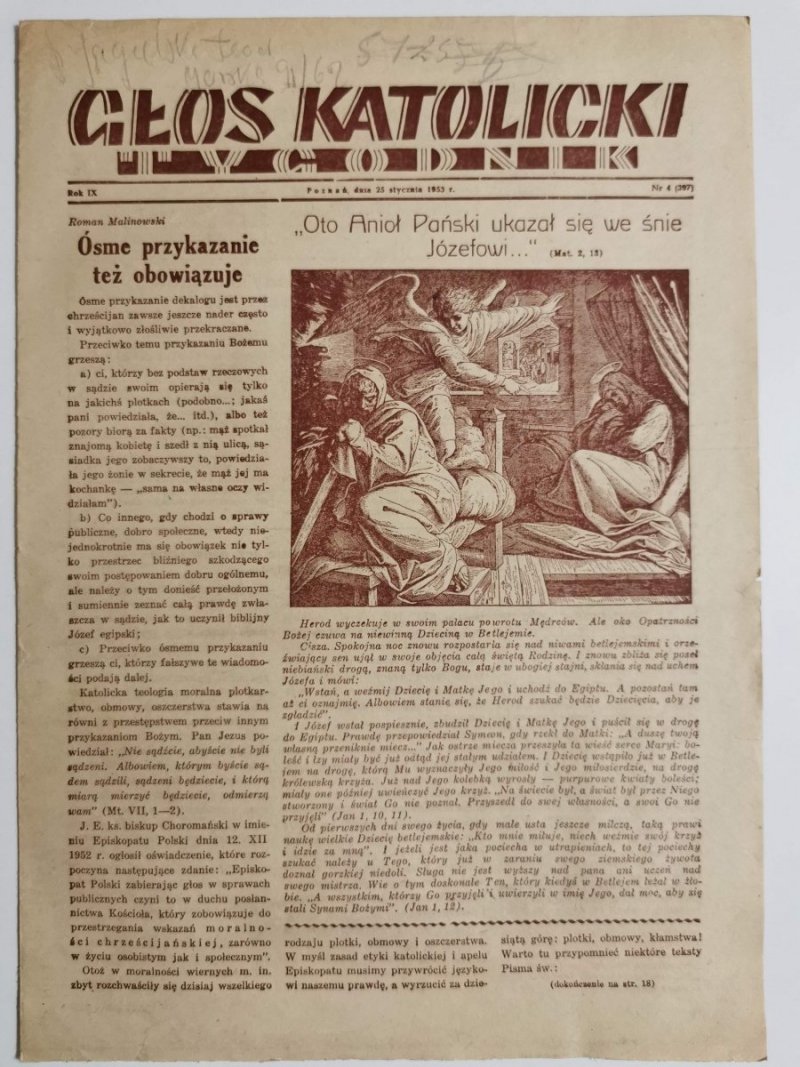 GŁOS KATOLICKI
TYGODNIK
Rok IX
Poznań, dnia 25 stycznia 1953 r.
Nr 4 (397)
Roman Malinowski
Ósme przykazanie
też obowiązuje
Ósme przykazanie dekalogu jest przez
chrześcijan zawsze jeszcze nader często
i wyjątkowo złośliwie przekraczane.
Przeciwko temu przykazaniu Bożemu
grzeszą:
a) ci, którzy bez podstaw rzeczowych
w sądzie swoim opierają się tylko
na jakichś plotkach (podobno...; jakaś
pani powiedziała, że... itd.), albo też
pozory biorą za fakty (np.: mąż spotkał
znajomą kobietę i szedł z nią ulicą, są-
siadka jego zobaczywszy to, powiedzia-
ła jego żonie w sekrecie, że mąż jej ma
kochankę — „sama na własne oczy wi-
działam").
b) Co innego, gdy chodzi o sprawy
publiczne, dobro społeczne, wtedy nie-
jednokrotnie ma się obowiązek nie tyl-
ko przestrzec bliźniego szkodzącego
swoim postępowaniem dobru ogólnemu,
ale należy o tym donieść przełożonym
i sumiennie zeznać całą prawdę zwła-
szcza w sądzie, jak to uczynił biblijny
Józef egipski;
c) Przeciwko ósmemu przykazaniu
grzeszą ci, którzy fałszywe te wiadomo-
ści podają dalej.
Katolicka teologia moralna plotkar-
stwo, obmowy, oszczerstwa stawia na
równi z przestępstwem przeciw innym
przykazaniom Bożym. Pan Jezus po-
wiedział: „Nie sądźcie, abyście nie byli
sądzeni. Albowiem, którym byście są-
dem sądzili, sądzeni będziecie, i którą
miarą mierzyć będziecie, odmierzą
wam" (Mt. VII, 1—2).
J. E. ks. biskup Choromański w imie-
niu Episkopatu Polski dnia 12. XII
1952 r. ogłosił oświadczenie, które roz-
poczyna następujące zdanie: „Episko-
pat Polski zabierając głos w sprawach
publicznych czyni to w duchu posłan-
nictwa Kościoła, który zobowiązuje do
przestrzegania wskazań moralno-
ści chrześcijańskiej, zarówno
w życiu osobistym jak i społecznym".
Otoż w moralności wiernych m. in.
zbyt rozchwaściły się dzisiaj wszelkiego
„Oto Anioł Pański ukazał się we śnie
Józefowi..." (Mat. 2, 13)
Herod wyczekuje w swoim pałacu powrotu Mędrców. Ale oko Opatrzności
Bożej czuwa na niewinną Dzieciną w Betlejemie.
Cisza. Spokojna noc znowu rozpostarła się nad niwami betlejemskimi i orze-
źwiający sen ujął w swoje objęcia całą świętą Rodzinę. I znowu zbliża się poseł
niebiański drogą, znaną tylko Bogu, staje w ubogiej stajni, skłania się nad uchem
Józefa i mówi:
„Wstań, a weźmij Dziecię i Matkę Jego i uchodź do Egiptu. A pozostań tam
aż ci oznajmię. Albowiem stanie się, że Herod szukać będzie Dziecięcia, aby je
zgładzić".
I Józef wstał pospiesznie, zbudził Dziecię i Matkę Jego i puścił się w drogę
do Egiptu. Prawdę przepowiedział Symeon, gdy rzekł do Matki: „A duszę twoją
własną przeniknie miecz..." Jak ostrze miecza przeszyła ta wieść serce Maryi: bo-
leść i łzy miały być już odtąd jej stałym udziałem. I Dziecię wstąpiło już w Betle-
jem na drogę, którą Mu wyznaczyły Jego miłość i Jego miłosierdzie, na drogę
królewską krzyża. Już nad Jego kolebką wyrosły — purpurowe kwiaty boleści;
miały one później uwieńczyć Jego krzyż. „Na świecie był, a świat był przez Niego
stworzony i świat Go nie poznał. Przyszedł do swej własności, a swoi Go nie
przyjęli" (Jan 1, 10, 11).
Od pierwszych dni swego życia, gdy małe usta jeszcze milczą, taką prawi
naukę wielkie Dziecię betlejemskie: „Kto mnie miłuje, niech weźmie swój krzyż
i idzie za mną". I jeżeli jest jaka pociecha w utrapieniach, to tej pociechy
szukać należy u Tego, który już w zaraniu swego ziemskiego żywota
doznał gorzkiej niedoli. Sługa nie jest wyższy nad pana ani uczeń nad
swego mistrza. Wie o tym doskonale Ten, który kiedyś w Betlejem leżał w żło-
bie. „A wszystkim, którzy Go przyjęli i uwierzyli w imię Jego, dał moc, aby się
stali Synami Bożymi". (Jan 1, 12).
rodzaju plotki, obmowy i oszczerstwa.
W myśl zasad etyki katolickiej i apelu
Episkopatu musimy przywrócić języko-
wi naszemu prawdę, a wyrzucić za dzie-
siątą górę: plotki, obmowy, kłamstwa!
Warto tu przypomnieć niektóre teksty
Pisma św.:
(dokończenie na str. 18)